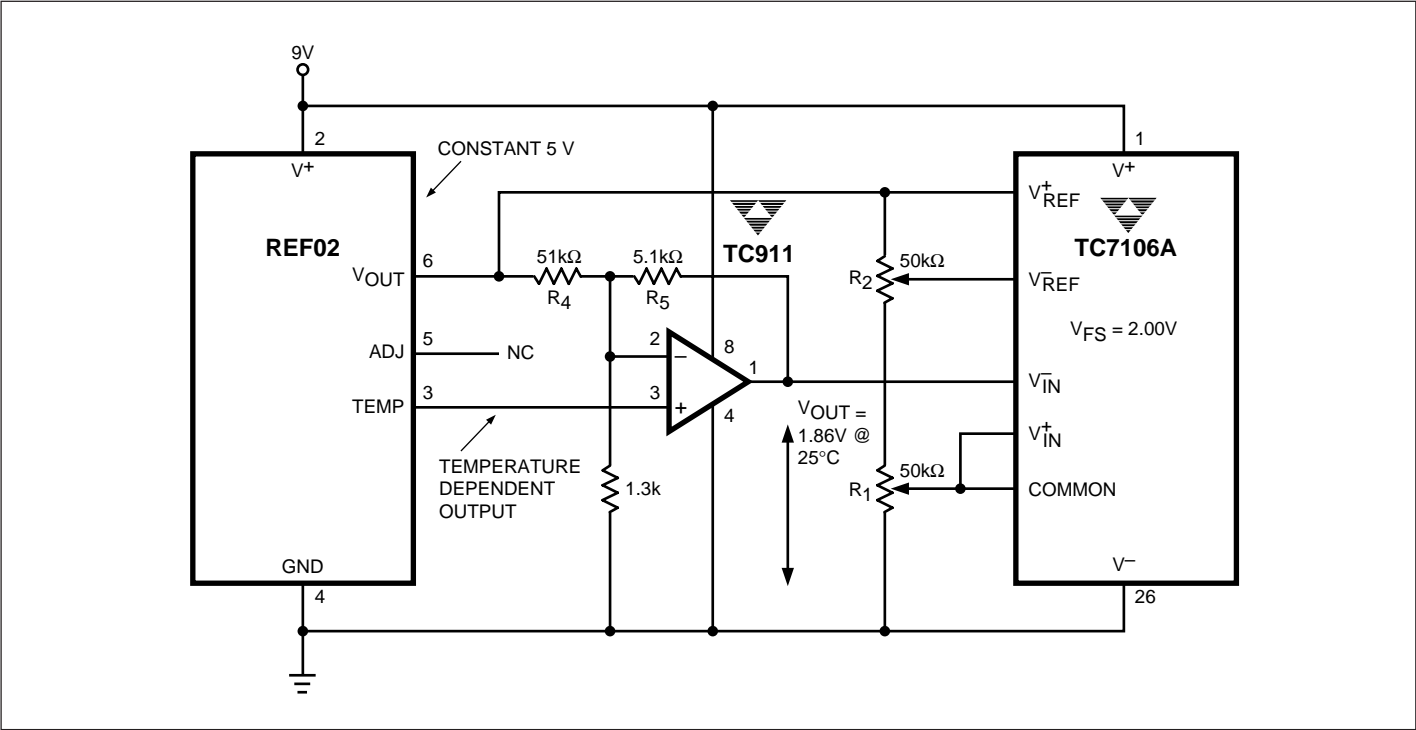 9V
2
V+
CONSTANT 5 V
REF02
VOUT
6
ADJ
5
NC
TEMP
3
TEMPERATURE
DEPENDENT
OUTPUT
GND
4
51kΩ
R4
5.1kΩ
R5
TC911
2
–
3
+
8
4
1
1.3k
VOUT =
1.86V @
25°C
R2
50kΩ
R1
50kΩ
1
V+
V+REF
TC7106A
V–REF
VFS = 2.00V
V–IN
V+IN
COMMON
V–
26